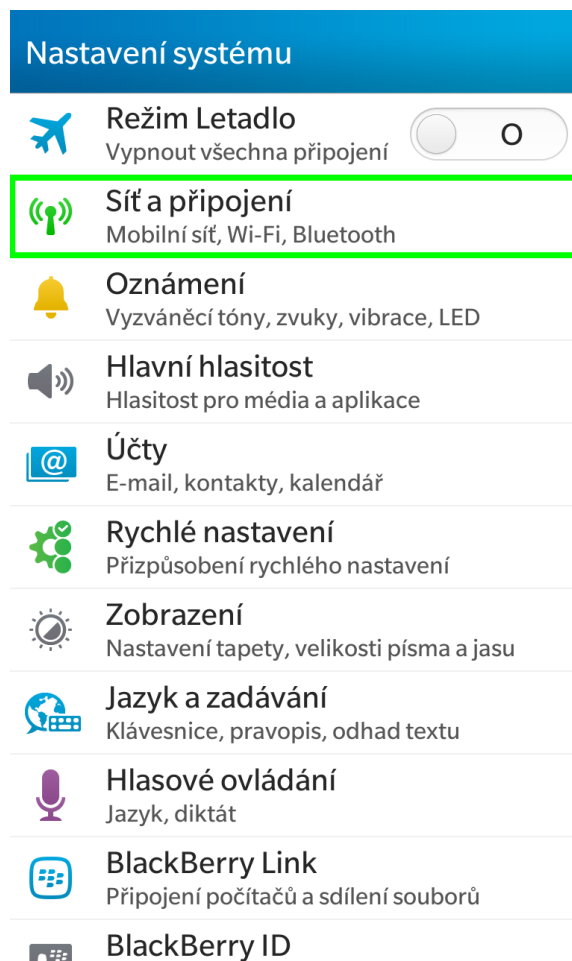 Nastavení systému
Režim Letadlo
Vypnout všechna připojení
O
Síť a připojení
Mobilní síť, Wi-Fi, Bluetooth
Oznámení
Vyzváněcí tóny, zvuky, vibrace, LED
Hlavní hlasitost
Hlasitost pro média a aplikace
@
Účty
E-mail, kontakty, kalendář
Rychlé nastavení
Přizpůsobení rychlého nastavení
Zobrazení
Nastavení tapety, velikosti písma a jasu
Jazyk a zadávání
Klávesnice, pravopis, odhad textu
Hlasové ovládání
Jazyk, diktát
BlackBerry Link
Připojení počítačů a sdílení souborů
BlackBerry ID